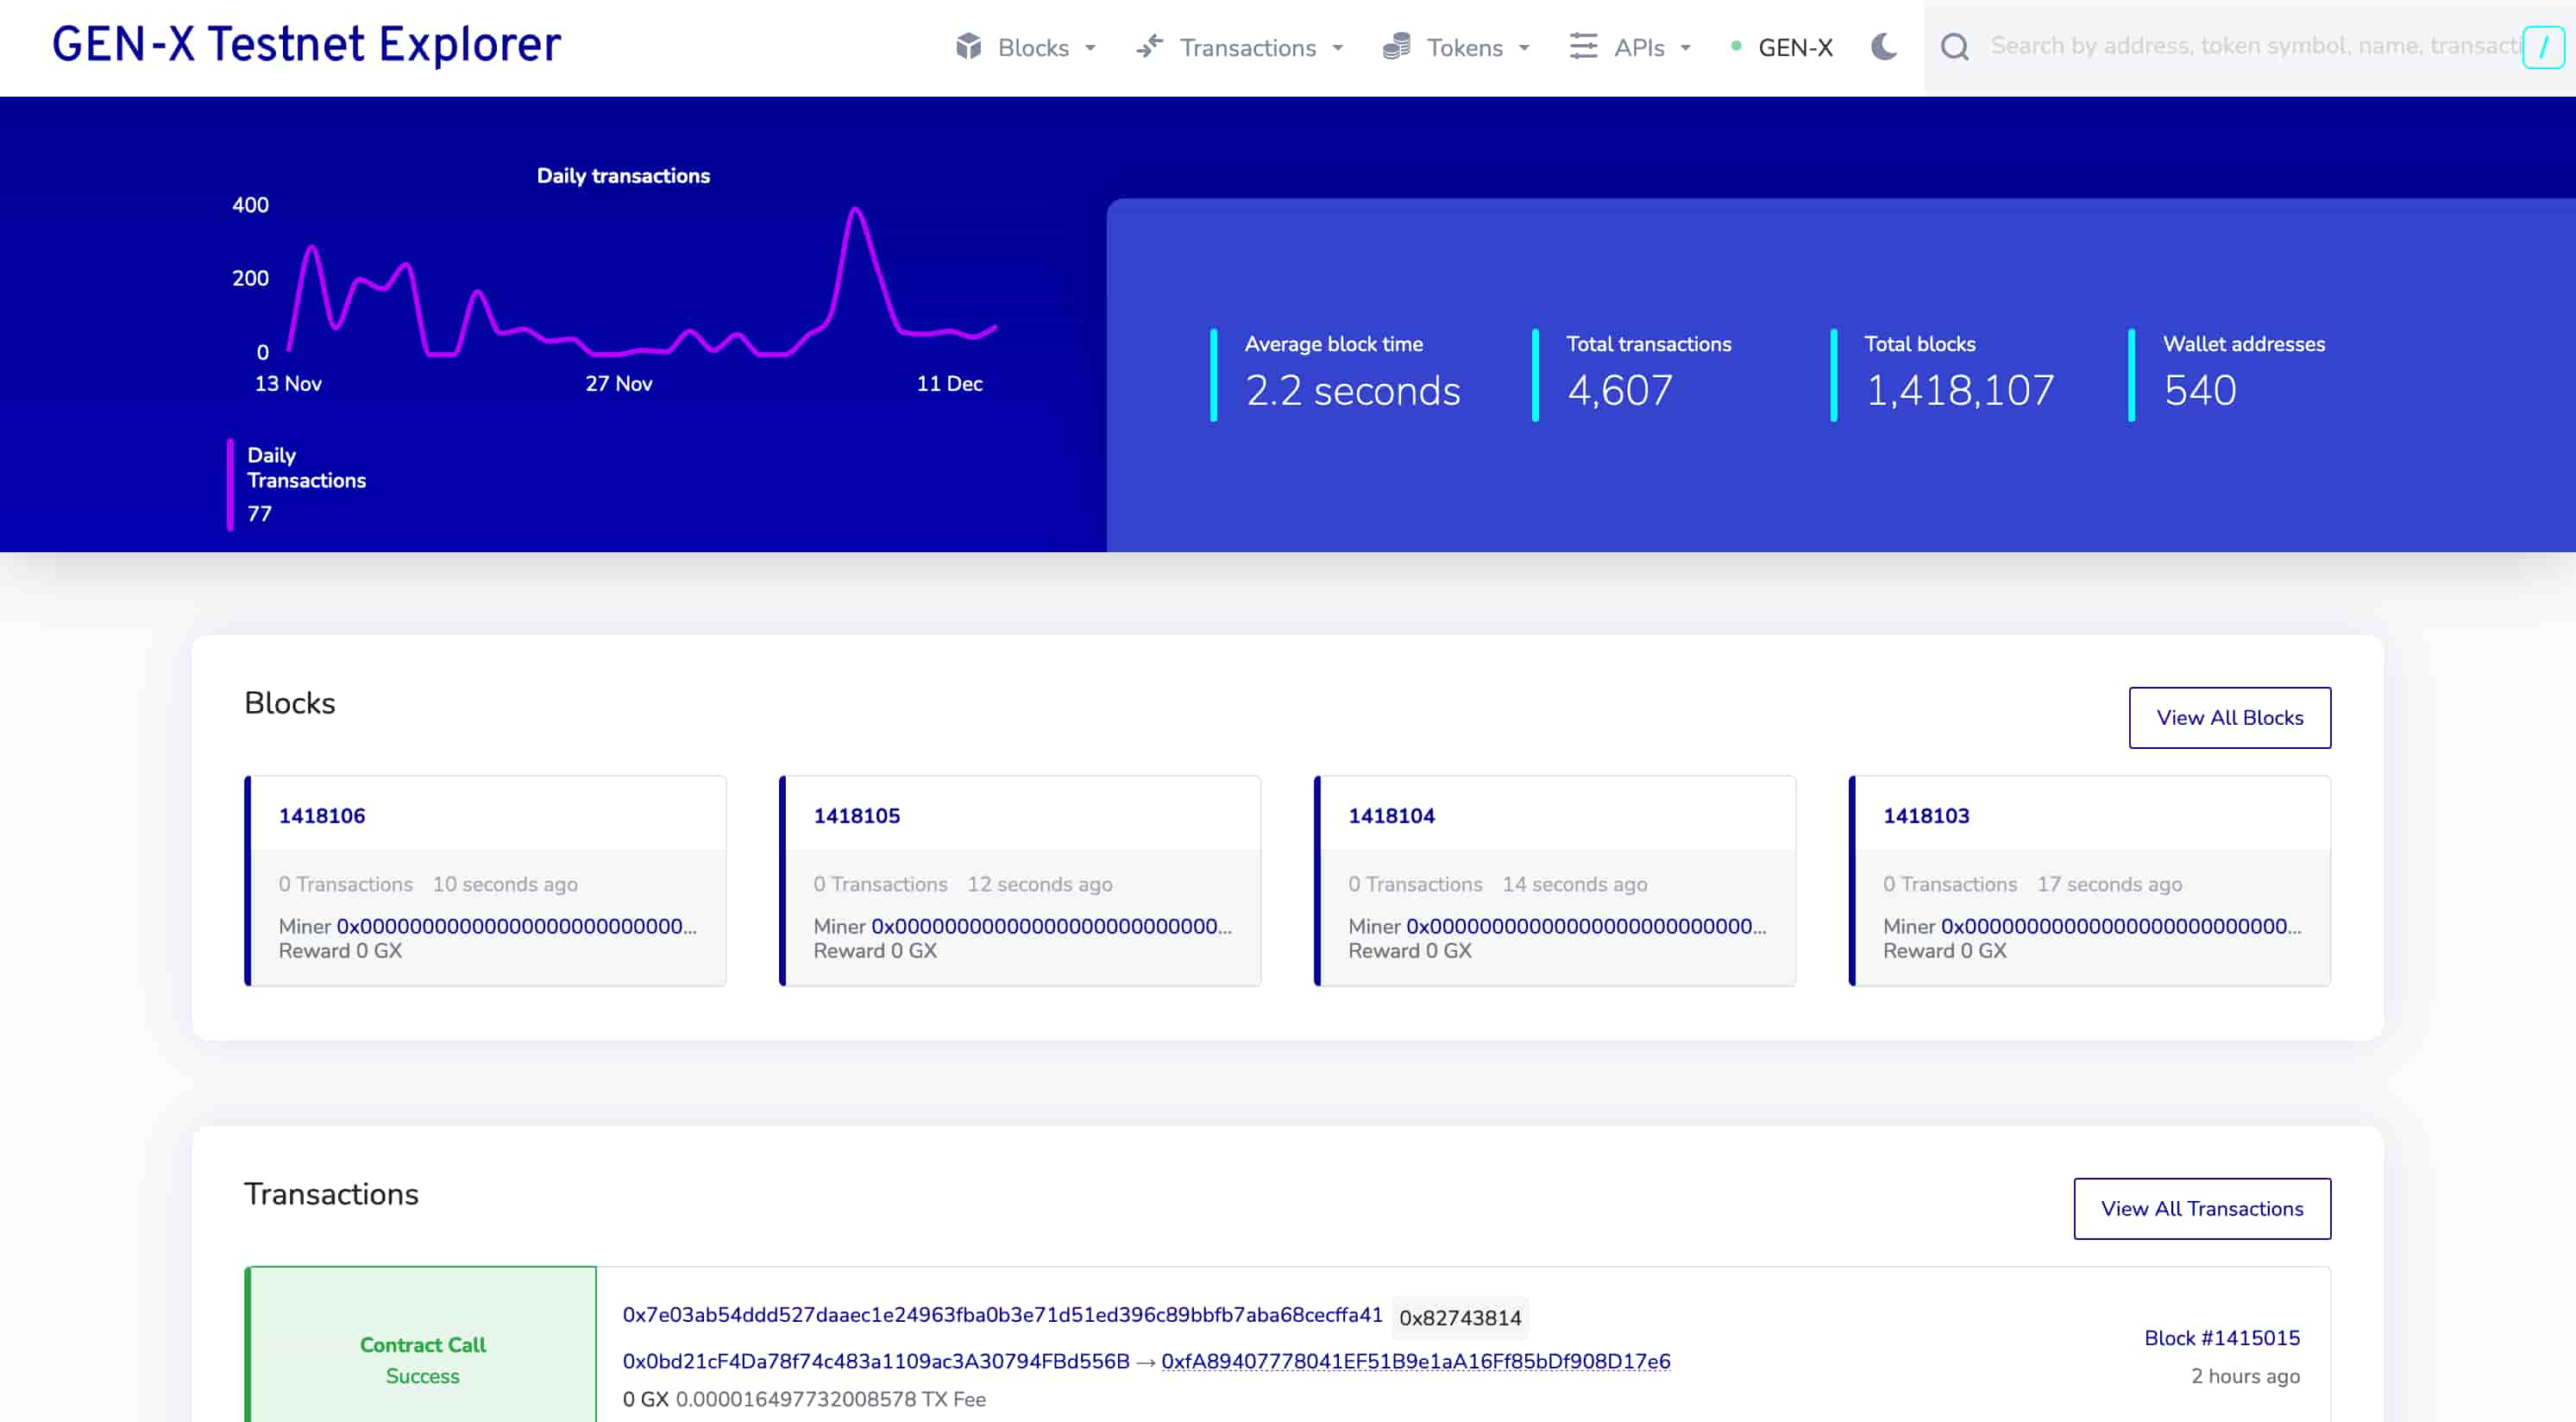 GEN-X Testnet Explorer
Blocks
Transactions
Tokens
APIs
GEN-X
Search by address, token symbol, name, transacti
/
Daily transactions
400
200
0
13 Nov
27 Nov
11 Dec
Daily
Transactions
77
Average block time
2.2 seconds
Total transactions
4,607
Total blocks
1,418,107
Wallet addresses
540
Blocks
View All Blocks
1418106
0 Transactions 10 seconds ago
Miner 0x000000000000000000000000000...
Reward 0 GX
1418105
0 Transactions 12 seconds ago
Miner 0x000000000000000000000000000...
Reward 0 GX
1418104
0 Transactions 14 seconds ago
Miner 0x000000000000000000000000000...
Reward 0 GX
1418103
0 Transactions 17 seconds ago
Miner 0x000000000000000000000000000...
Reward 0 GX
Transactions
View All Transactions
Contract Call
Success
0x7e03ab54ddd527daaec1e24963fba0b3e71d51ed396c89bbfb7aba68cecffa41 0x82743814
0x0bd21cF4Da78f74c483a1109ac3A30794FBd556B → 0xfA89407778041EF51B9e1aA16Ff85bDf908D17e6
0 GX 0.000016497732008578 TX Fee
Block #1415015
2 hours ago